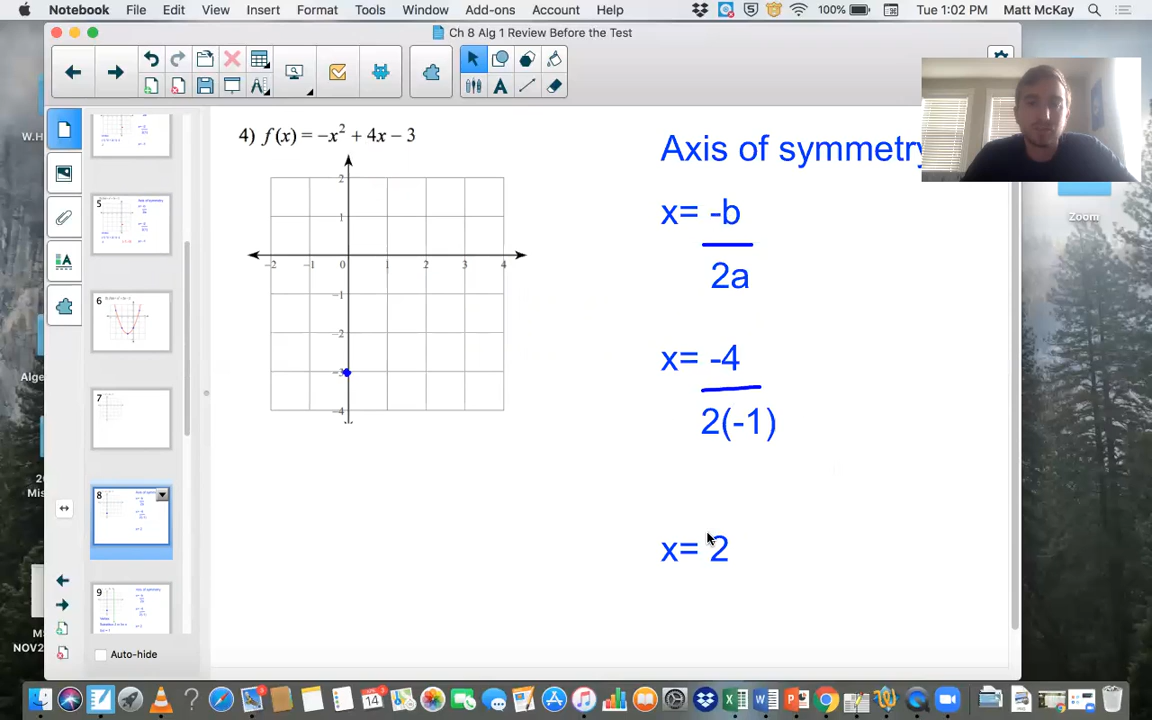 Notebook File Edit View Insert Format Tools Window Add-ons Account Help 100% Tue 1:02 PM Matt McKay
Ch 8 Alg 1 Review Before the Test
4) f(x) = −x² + 4x − 3
2
1
−2 −1 0 2 3 4
−1
−2
−4
Axis of symmetry
x= -b
2a
x= -4
2(-1)
x= 2
5
6
7
8
9
Auto-hide
Zoom
14